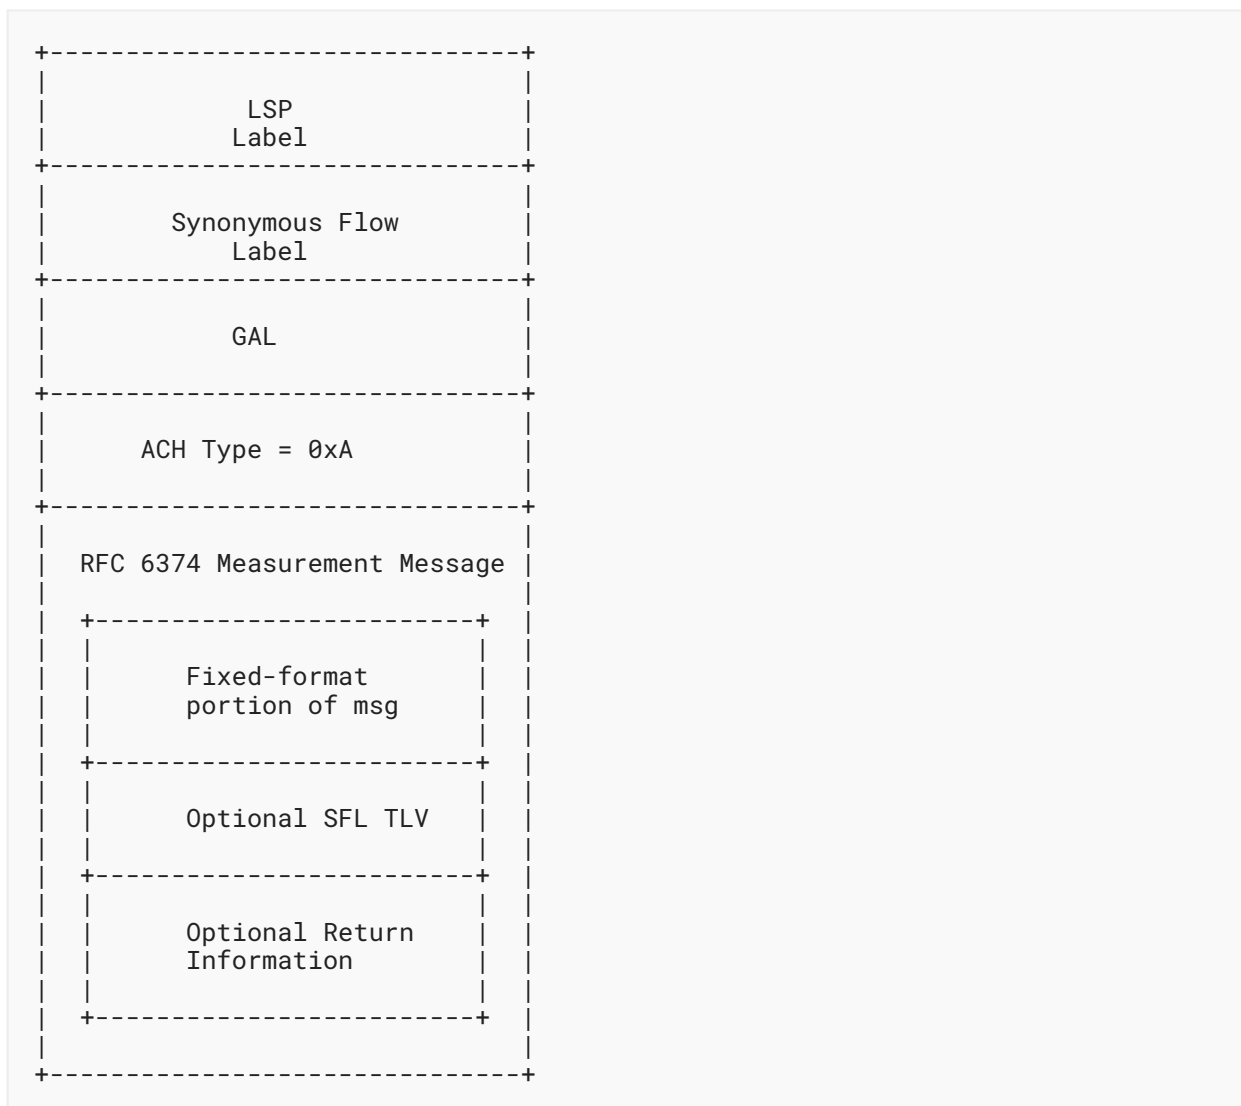 LSP
Label
Synonymous Flow
Label
GAL
ACH Type = 0xA
RFC 6374 Measurement Message
Fixed-format
portion of msg
Optional SFL TLV
Optional Return
Information